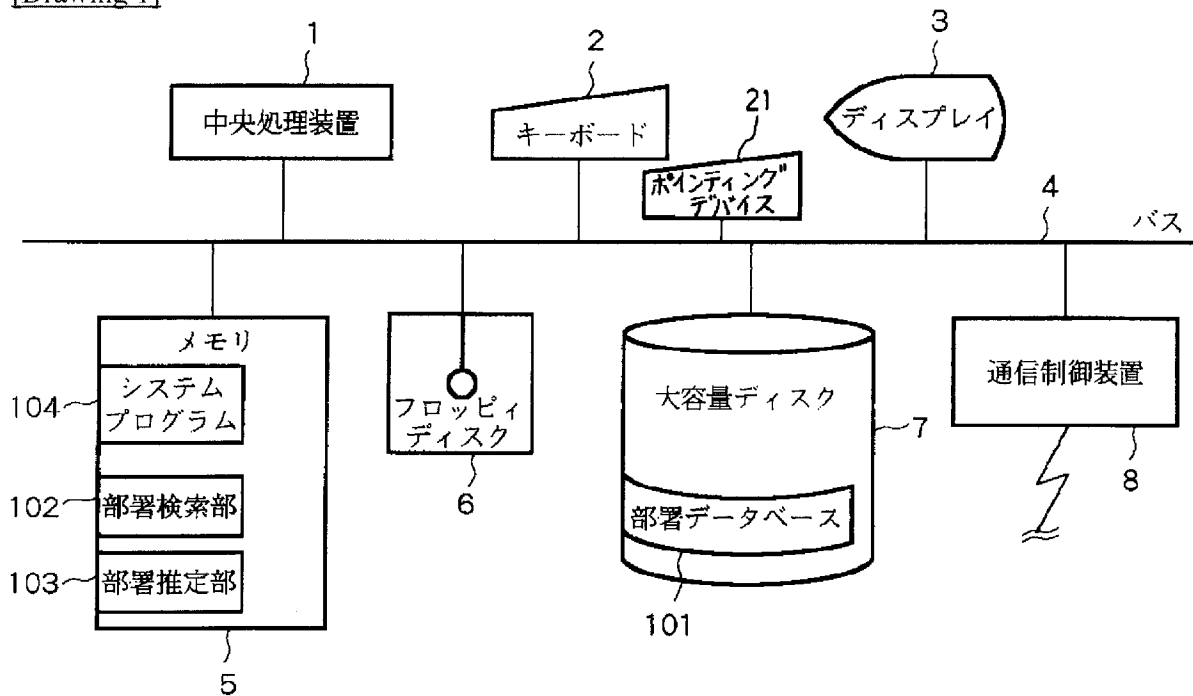 [Drawing 1]
1
2
3
中央処理装置
キーボード
21
ディスプレイ
ポインティング
デバイス
4
バス
メモリ
システム
プログラム
104
部署検索部
102
部署推定部
103
5
フロッピィ
ディスク
6
大容量ディスク
7
部署データベース
101
通信制御装置
8